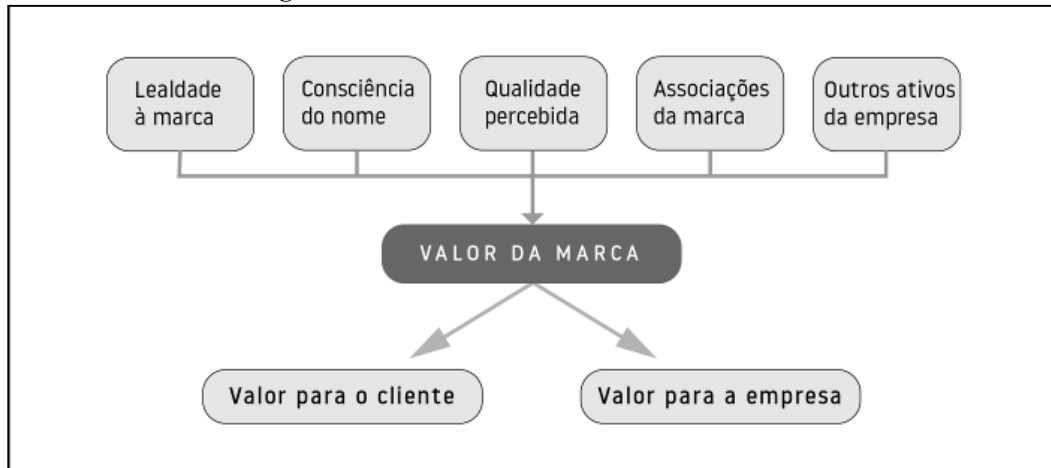 Lealdade
à marca
Consciência
do nome
Qualidade
percebida
Associações
da marca
Outros ativos
da empresa
VALOR DA MARCA
Valor para o cliente
Valor para a empresa